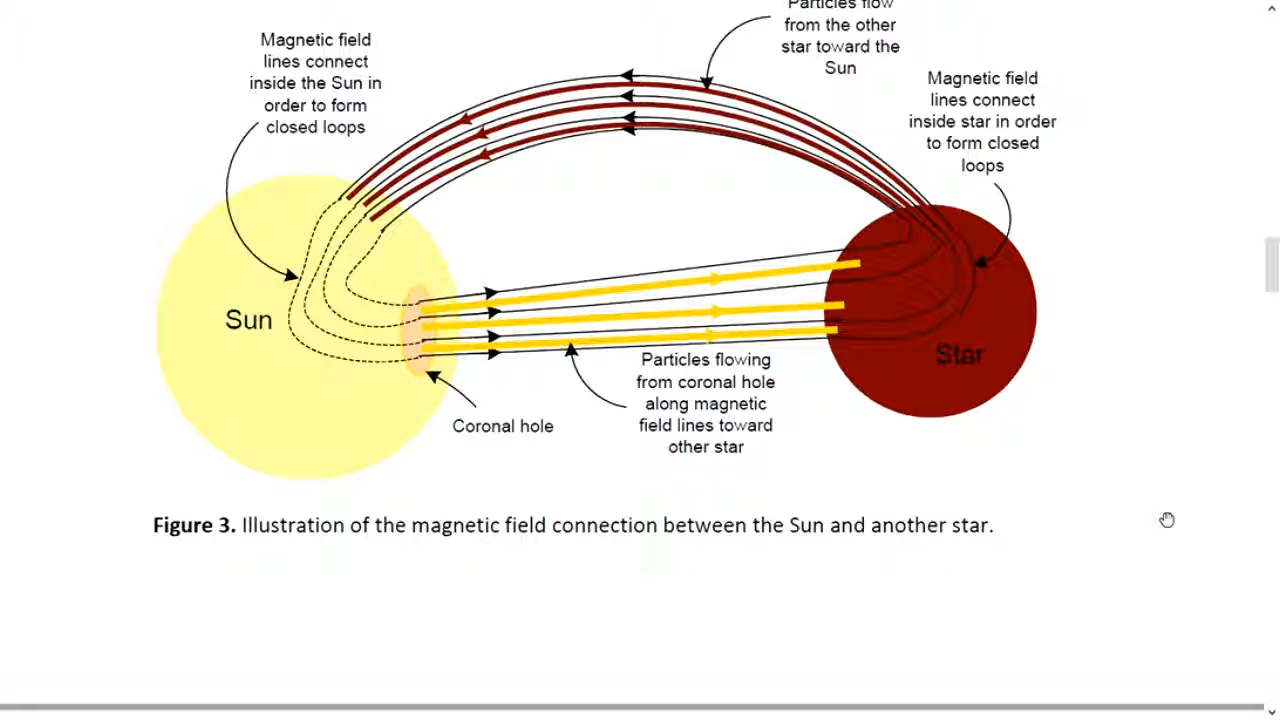 Particles flow
from the other
star toward the
Sun
Magnetic field
lines connect
inside the Sun in
order to form
closed loops
Magnetic field
lines connect
inside star in order
to form closed
loops
Sun
Star
Particles flowing
from coronal hole
along magnetic
field lines toward
other star
Coronal hole
Figure 3. Illustration of the magnetic field connection between the Sun and another star.